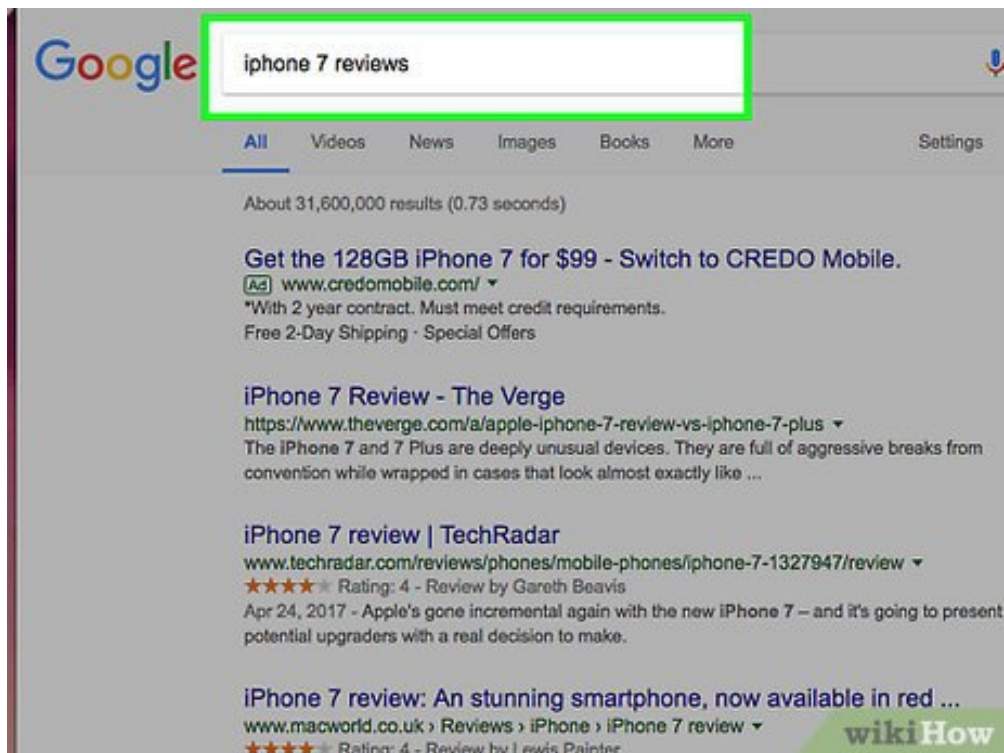 Google
iphone 7 reviews
All Videos News Images Books More Settings
About 31,600,000 results (0.73 seconds)
Get the 128GB iPhone 7 for $99 - Switch to CREDO Mobile.
Ad www.credomobile.com/
*With 2 year contract. Must meet credit requirements.
Free 2-Day Shipping · Special Offers
iPhone 7 Review - The Verge
https://www.theverge.com/a/apple-iphone-7-review-vs-iphone-7-plus
The iPhone 7 and 7 Plus are deeply unusual devices. They are full of aggressive breaks from
convention while wrapped in cases that look almost exactly like ...
iPhone 7 review | TechRadar
www.techradar.com/reviews/phones/mobile-phones/iphone-7-1327947/review
Rating: 4 - Review by Gareth Beavis
Apr 24, 2017 - Apple's gone incremental again with the new iPhone 7 – and it's going to present
potential upgraders with a real decision to make.
iPhone 7 review: An stunning smartphone, now available in red ...
www.macworld.co.uk › Reviews › iPhone › iPhone 7 review
Rating: 4 - Review by Lewis Painter
wikiHow